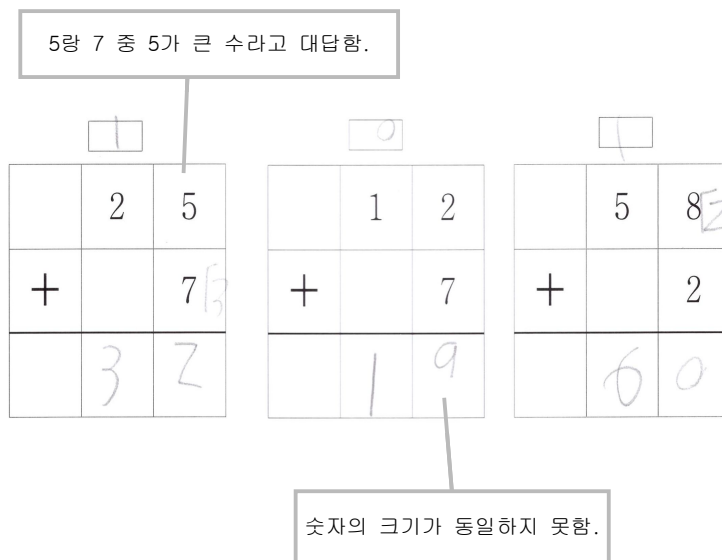 5랑 7 중 5가 큰 수라고 대답함.
1 0 1
2 5 1 2 5 8 2
+ 7 3 + 7 + 2
3 2 1 9 6 0
숫자의 크기가 동일하지 못함.